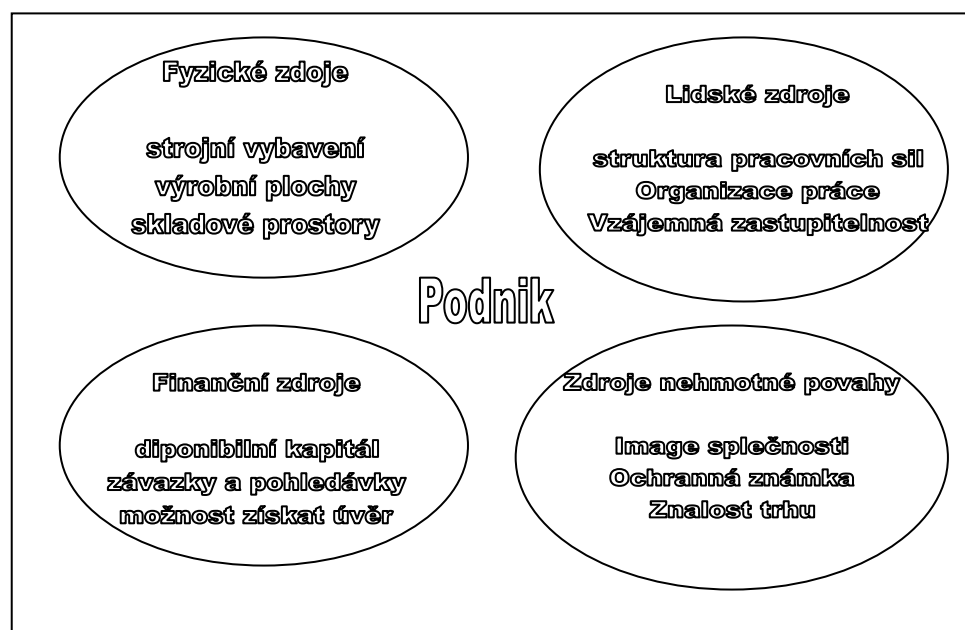 Fyzické zdoje
strojní vybavení
výrobní plochy
skladové prostory
Lidské zdroje
struktura pracovních sil
Organizace práce
Vzájemná zastupitelnost
Podnik
Finanční zdroje
diponibilní kapitál
závazky a pohledávky
možnost získat úvěr
Zdroje nehmotné povahy
Image splečnosti
Ochranná známka
Znalost trhu